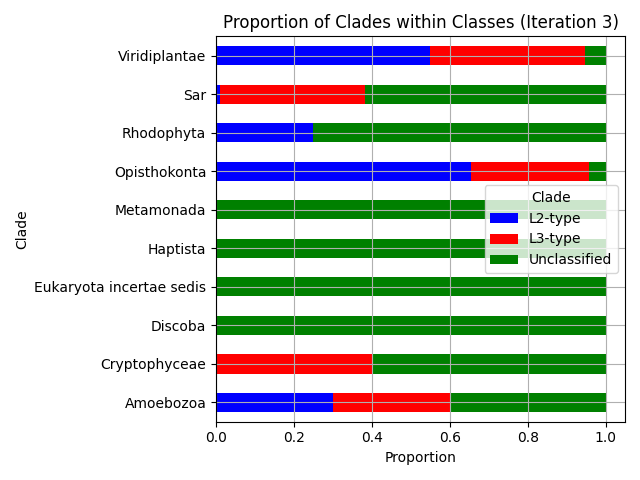 Proportion of Clades within Classes (Iteration 3)
Viridiplantae
Sar
Rhodophyta
Opisthokonta
Metamonada
Haptista
Eukaryota incertae sedis
Discoba
Cryptophyceae
Amoebozoa
Clade
Clade
L2-type
L3-type
Unclassified
0.0 0.2 0.4 0.6 0.8 1.0
Proportion